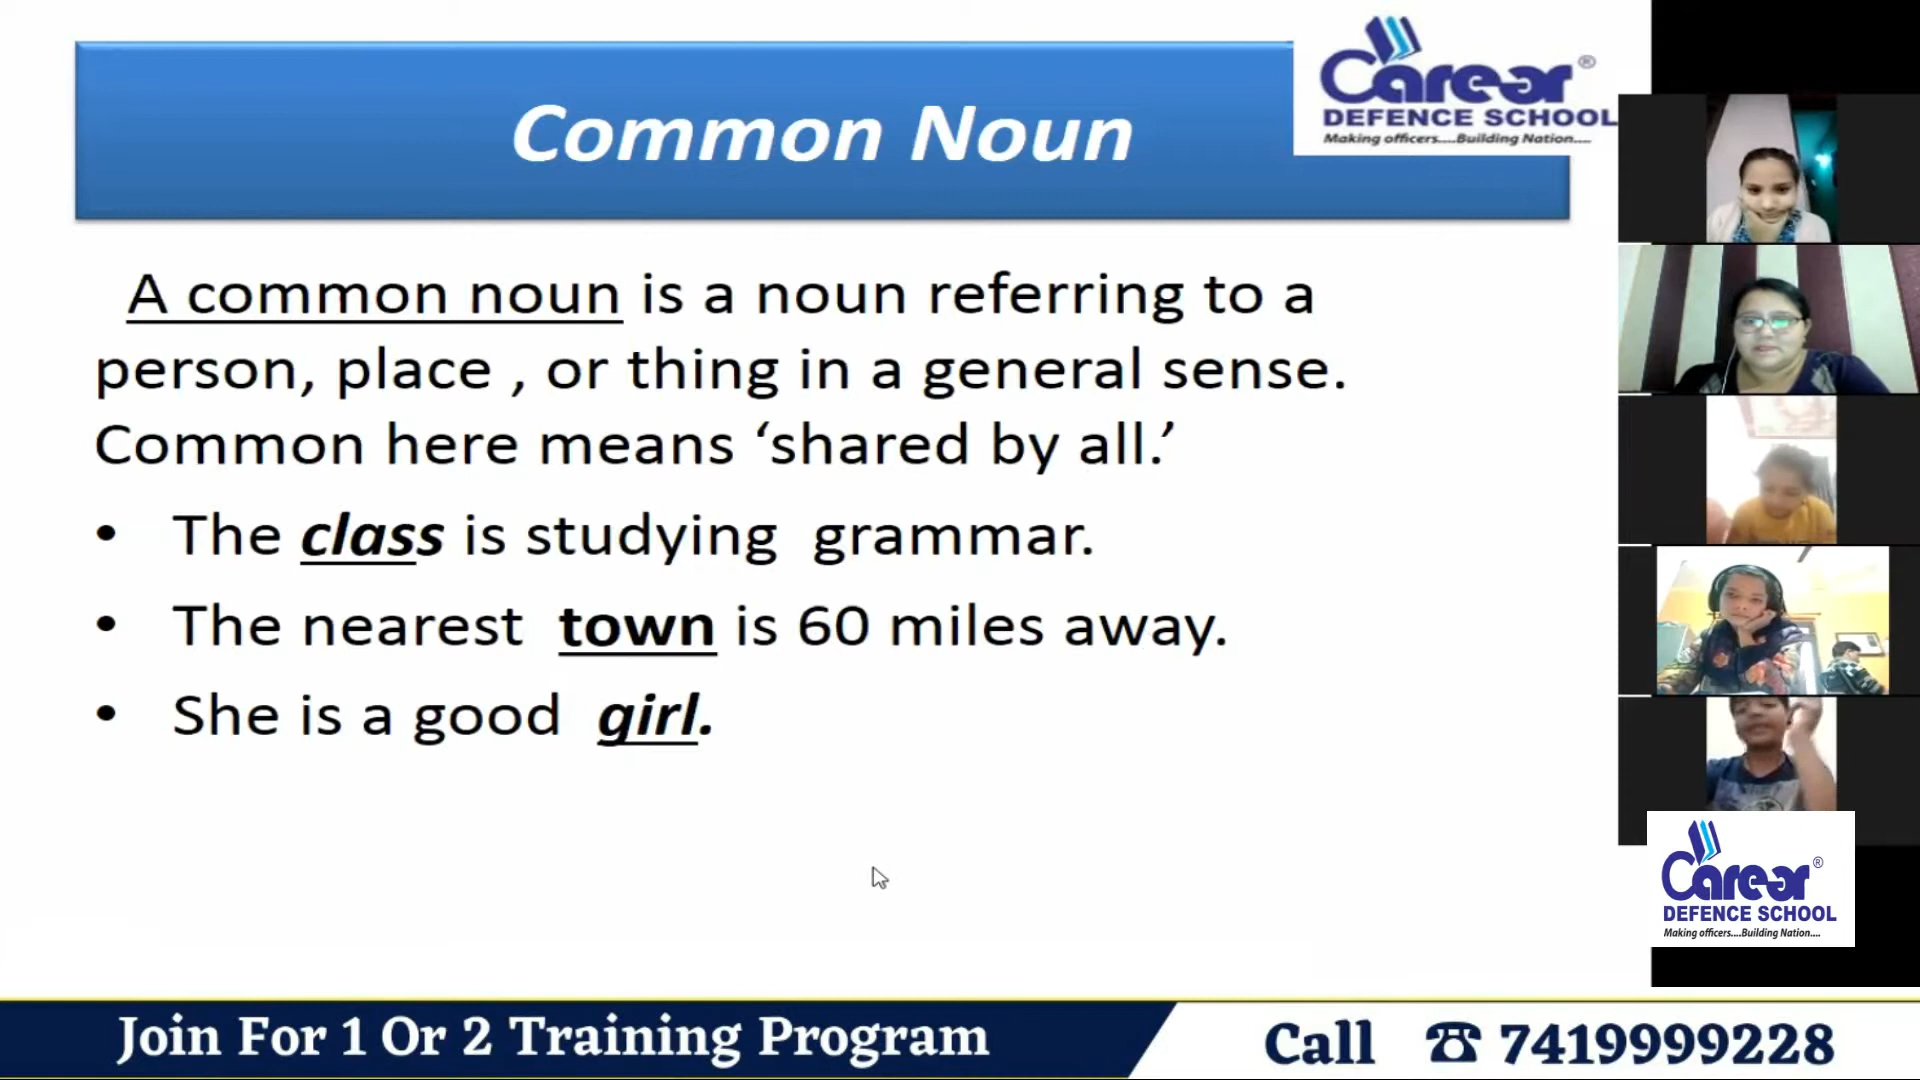 Common Noun
Carear®
DEFENCE SCHOOL
Making officers....Building Nation....
A common noun is a noun referring to a
person, place , or thing in a general sense.
Common here means ‘shared by all.’
• The class is studying grammar.
• The nearest town is 60 miles away.
• She is a good girl.
Carear®
DEFENCE SCHOOL
Making officers....Building Nation....
Join For 1 Or 2 Training Program
Call ☎ 7419999228